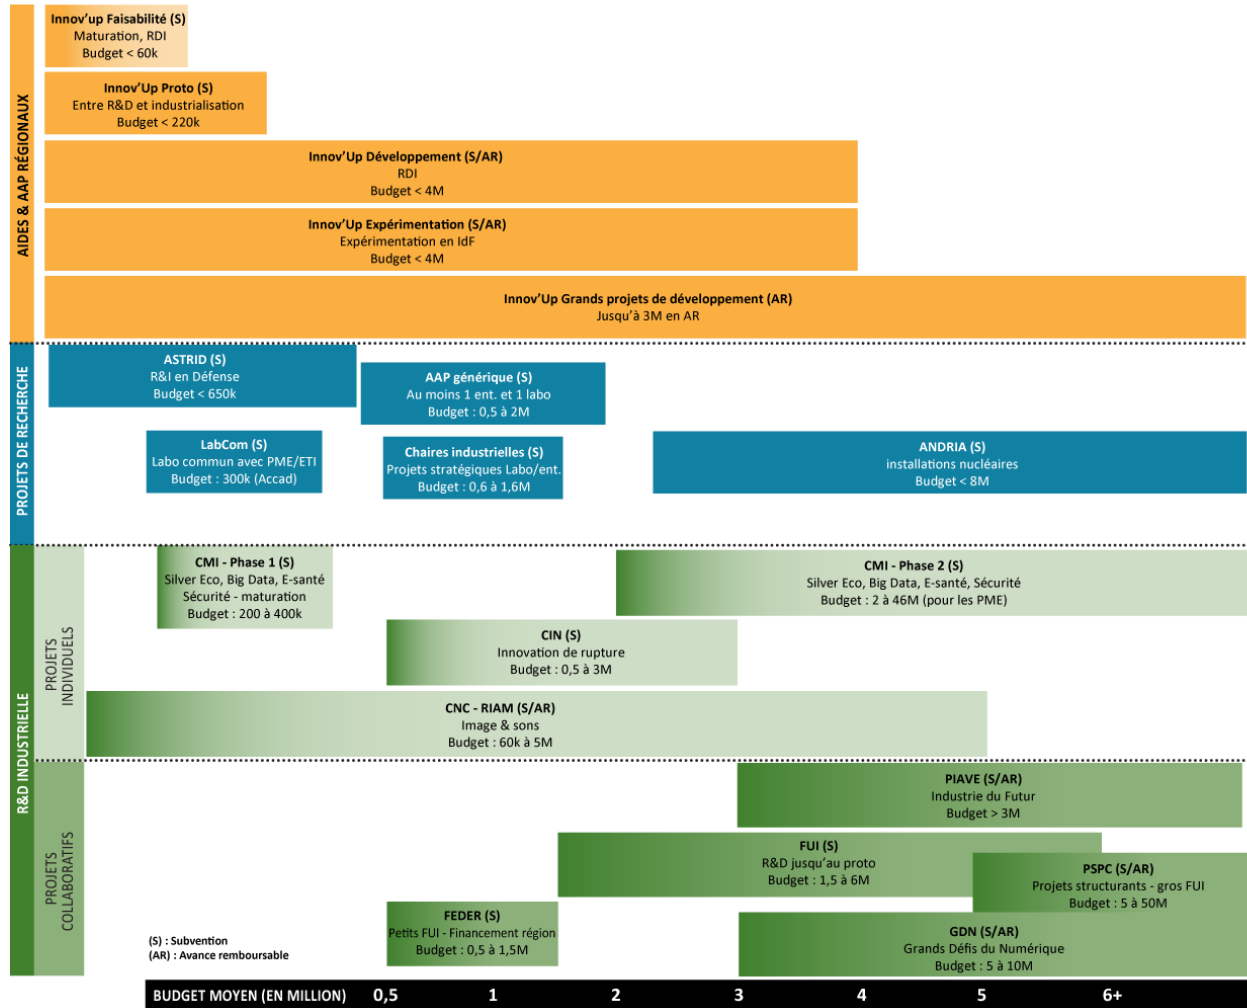 AIDES & AAP RÉGIONAUX
Innov’up Faisabilité (S)
Maturation, RDI
Budget < 60k
Innov’Up Proto (S)
Entre R&D et industrialisation
Budget < 220k
Innov’Up Développement (S/AR)
RDI
Budget < 4M
Innov’Up Expérimentation (S/AR)
Expérimentation en IdF
Budget < 4M
Innov’Up Grands projets de développement (AR)
Jusqu’à 3M en AR
PROJETS DE RECHERCHE
ASTRID (S)
R&I en Défense
Budget < 650k
AAP générique (S)
Au moins 1 ent. et 1 labo
Budget : 0,5 à 2M
LabCom (S)
Labo commun avec PME/ETI
Budget : 300k (Accad)
Chaires industrielles (S)
Projets stratégiques Labo/ent.
Budget : 0,6 à 1,6M
ANDRIA (S)
installations nucléaires
Budget < 8M
R&D INDUSTRIELLE
PROJETS
INDIVIDUELS
CMI - Phase 1 (S)
Silver Eco, Big Data, E-santé
Sécurité - maturation
Budget : 200 à 400k
CMI - Phase 2 (S)
Silver Eco, Big Data, E-santé, Sécurité
Budget : 2 à 46M (pour les PME)
CIN (S)
Innovation de rupture
Budget : 0,5 à 3M
CNC - RIAM (S/AR)
Image & sons
Budget : 60k à 5M
PROJETS
COLLABORATIFS
PIAVE (S/AR)
Industrie du Futur
Budget > 3M
FUI (S)
R&D jusqu’au proto
Budget : 1,5 à 6M
PSPC (S/AR)
Projets structurants - gros FUI
Budget : 5 à 50M
FEDER (S)
Petits FUI - Financement région
Budget : 0,5 à 1,5M
GDN (S/AR)
Grands Défis du Numérique
Budget : 5 à 10M
(S) : Subvention
(AR) : Avance remboursable
BUDGET MOYEN (EN MILLION) 0,5 1 2 3 4 5 6+